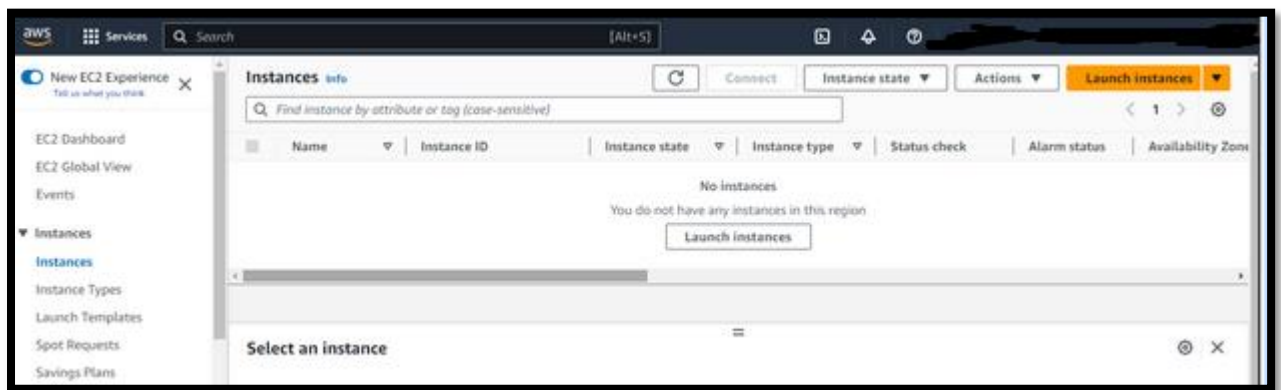 aws Services Search [Alt+S]
New EC2 Experience
Tell us what you think
EC2 Dashboard
EC2 Global View
Events
Instances
Instances
Instance Types
Launch Templates
Spot Requests
Savings Plans
Instances Info
Connect Instance state Actions Launch instances
Find instance by attribute or tag (case-sensitive)
1
Name Instance ID Instance state Instance type Status check Alarm status Availability Zone
No instances
You do not have any instances in this region
Launch instances
Select an instance